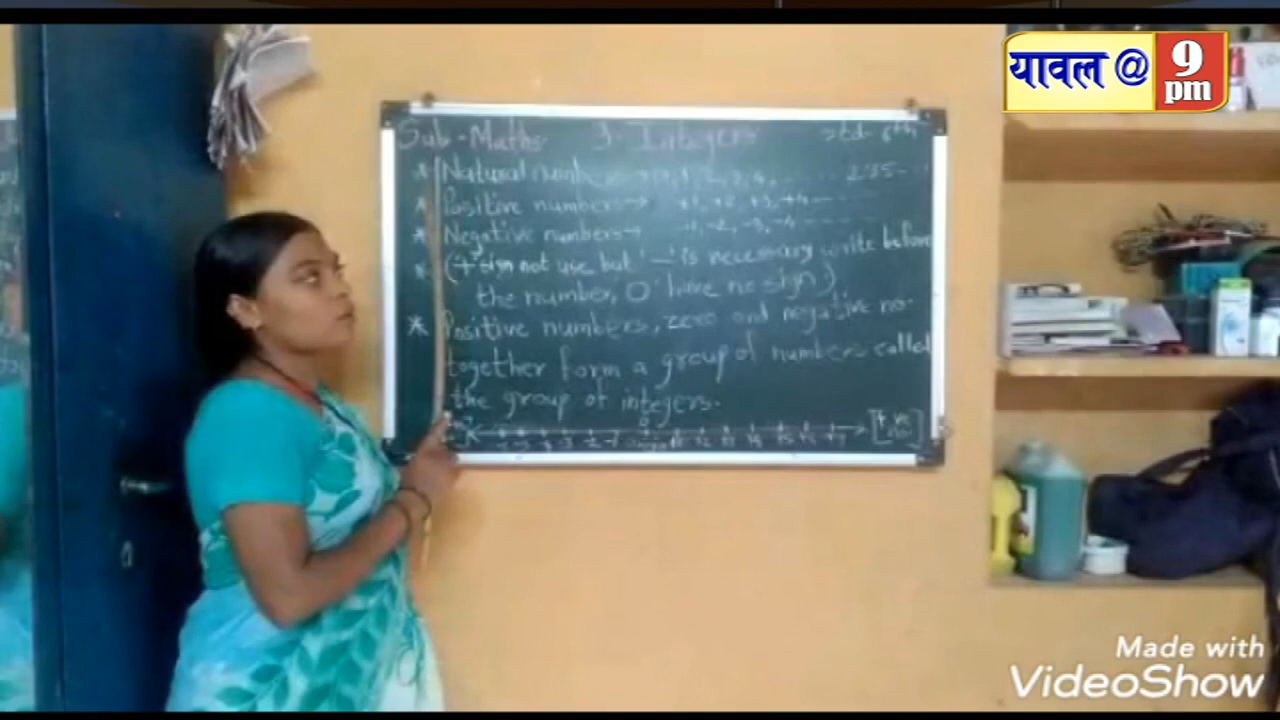 यावल @ 9 pm
Sub - Maths Integers std - 6th
* Natural 1, 2, 3, 4,
* Positive numbers → +1, +2, +3, +4 -----
* Negative numbers → -1, -2, -3, -4 -----
* ('+' sign not use but '-' is necessary write before
the number, 0 have no sign)
* Positive numbers, zero and negative no-
together form a group of numbers called
the group of integers.
Made with
VideoShow